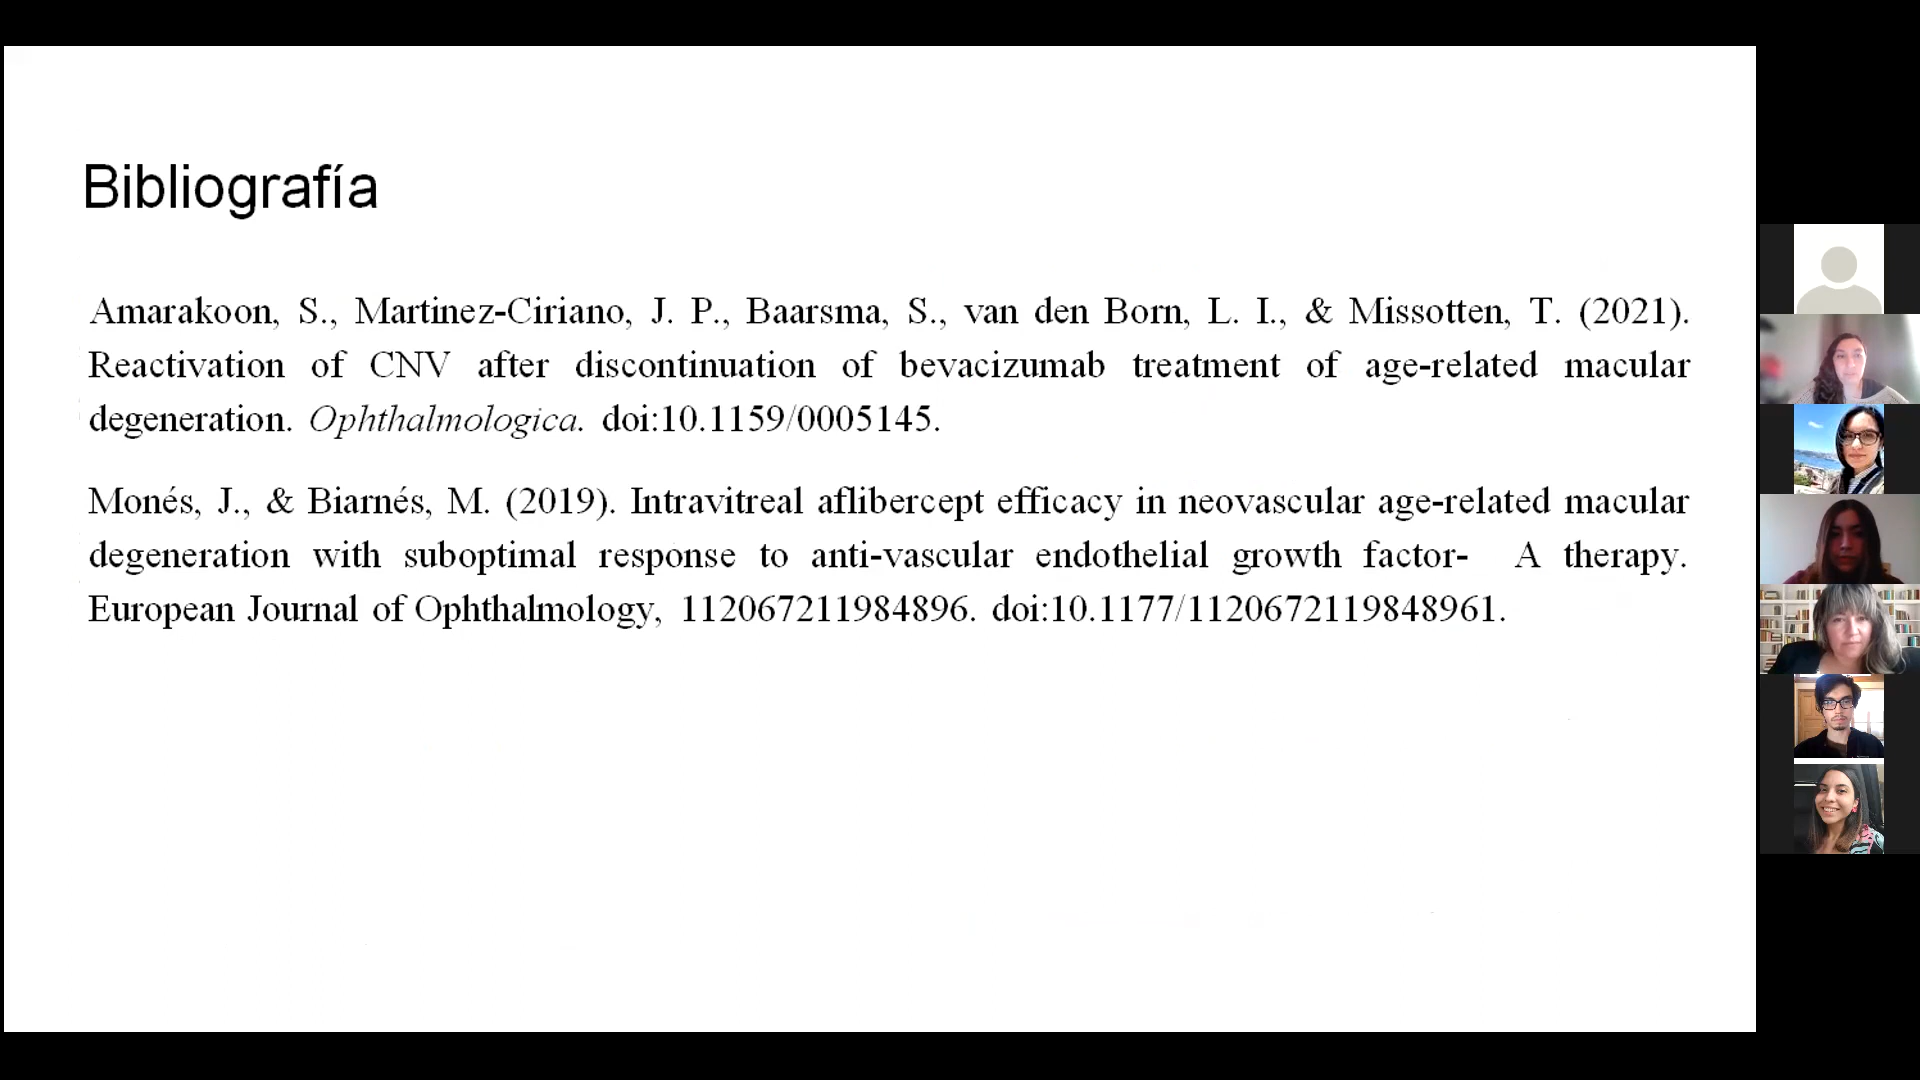 Bibliografía
Amarakoon, S., Martinez-Ciriano, J. P., Baarsma, S., van den Born, L. I., & Missotten, T. (2021).
Reactivation of CNV after discontinuation of bevacizumab treatment of age-related macular
degeneration. Ophthalmologica. doi:10.1159/0005145.
Monés, J., & Biarnés, M. (2019). Intravitreal aflibercept efficacy in neovascular age-related macular
degeneration with suboptimal response to anti-vascular endothelial growth factor- A therapy.
European Journal of Ophthalmology, 112067211984896. doi:10.1177/1120672119848961.